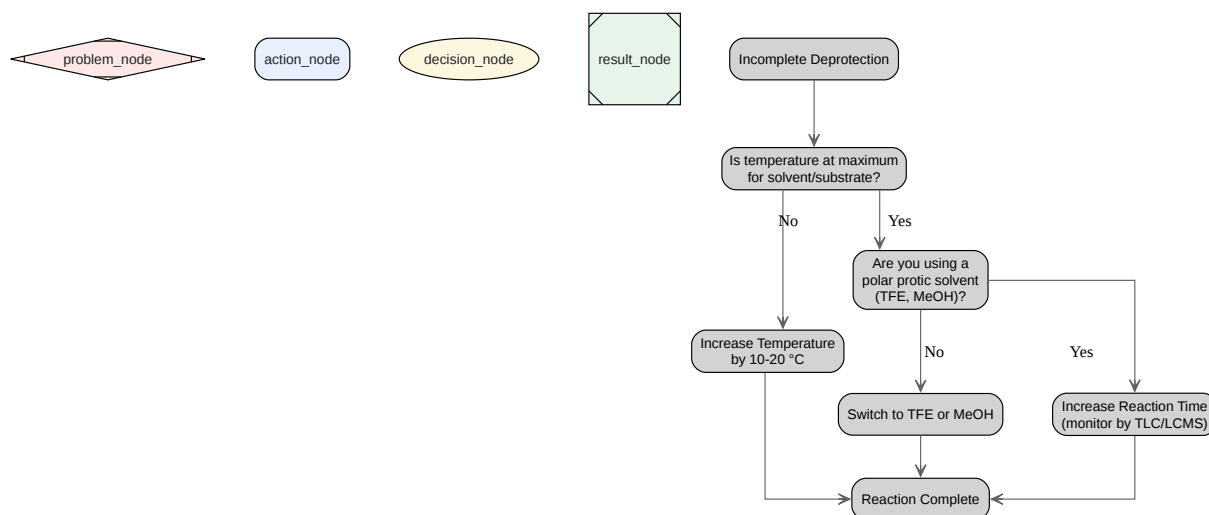 problem_node
action_node
decision_node
result_node
Incomplete Deprotection
Is temperature at maximum
for solvent/substrate?
No
Yes
Are you using a
polar protic solvent
(TFE, MeOH)?
Increase Temperature
by 10-20 °C
No
Yes
Switch to TFE or MeOH
Increase Reaction Time
(monitor by TLC/LCMS)
Reaction Complete